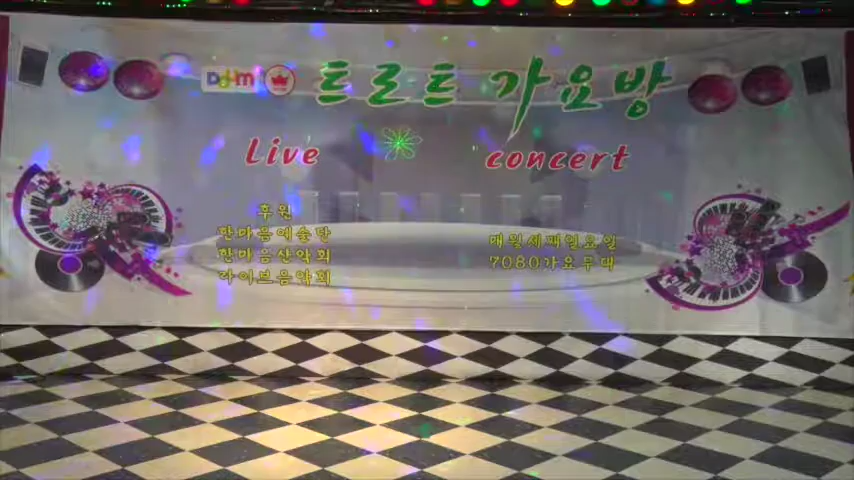 트로트 가요방
Live concert
후원
한마음예술단
한마음산악회
라이브음악회
매월세째일요일
7080가요무대